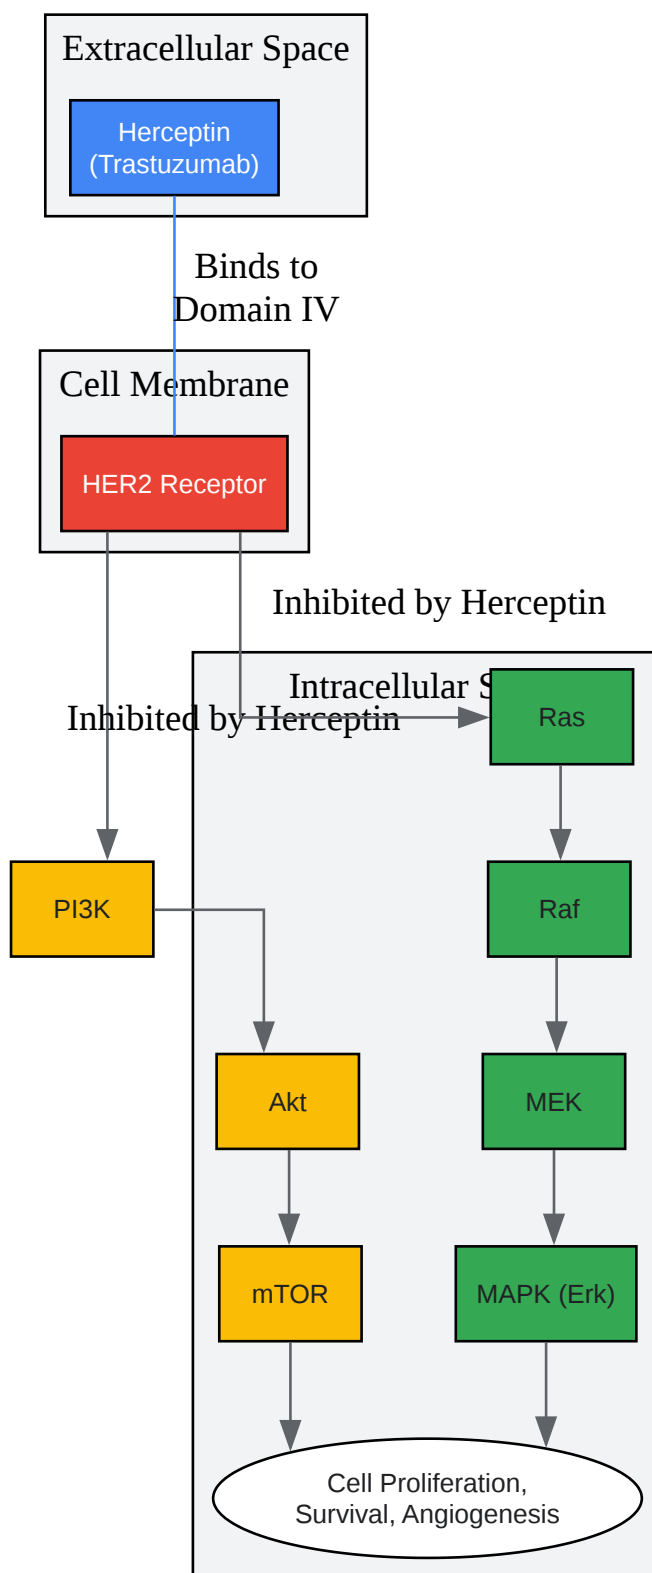 Extracellular Space
Herceptin
(Trastuzumab)
Binds to
Domain IV
Cell Membrane
HER2 Receptor
Inhibited by Herceptin
Intracellular
Ras
Inhibited by Herceptin
PI3K
Raf
Akt
MEK
mTOR
MAPK (Erk)
Cell Proliferation,
Survival, Angiogenesis